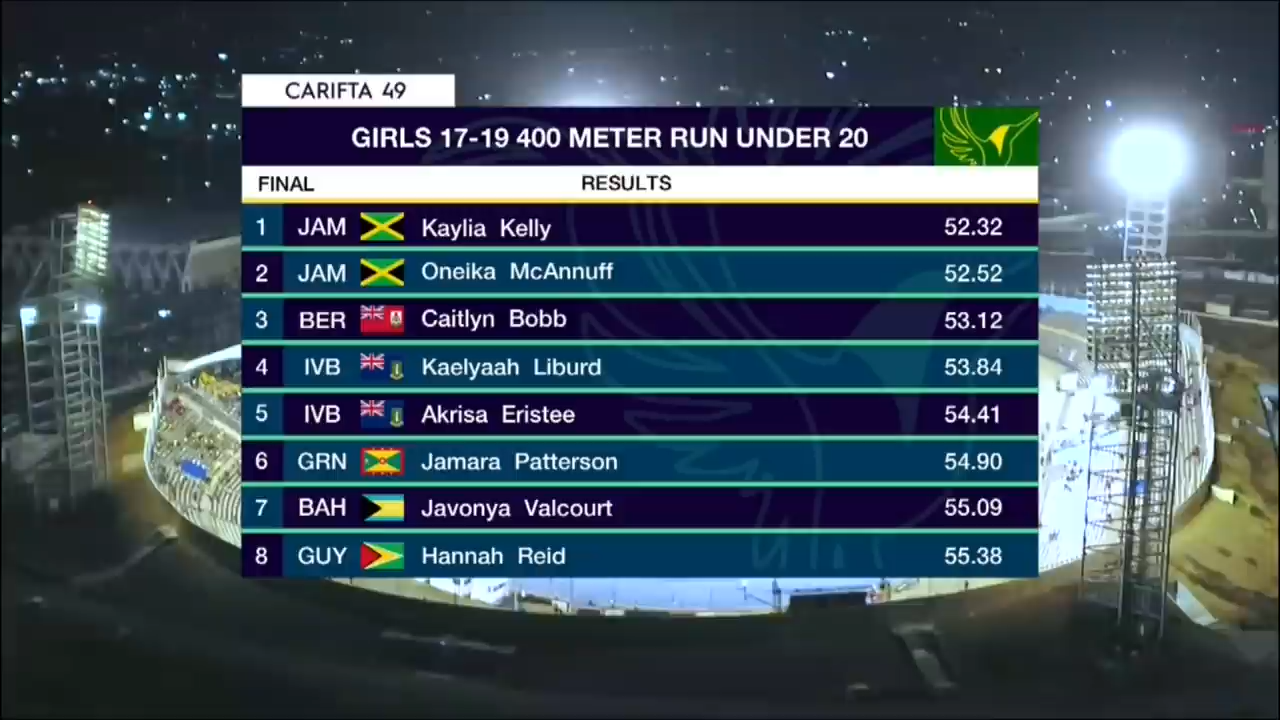 CARIFTA 49
GIRLS 17-19 400 METER RUN UNDER 20
FINAL RESULTS
1 JAM Kaylia Kelly 52.32
2 JAM Oneika McAnnuff 52.52
3 BER Caitlyn Bobb 53.12
4 IVB Kaelyaah Liburd 53.84
5 IVB Akrisa Eristee 54.41
6 GRN Jamara Patterson 54.90
7 BAH Javonya Valcourt 55.09
8 GUY Hannah Reid 55.38